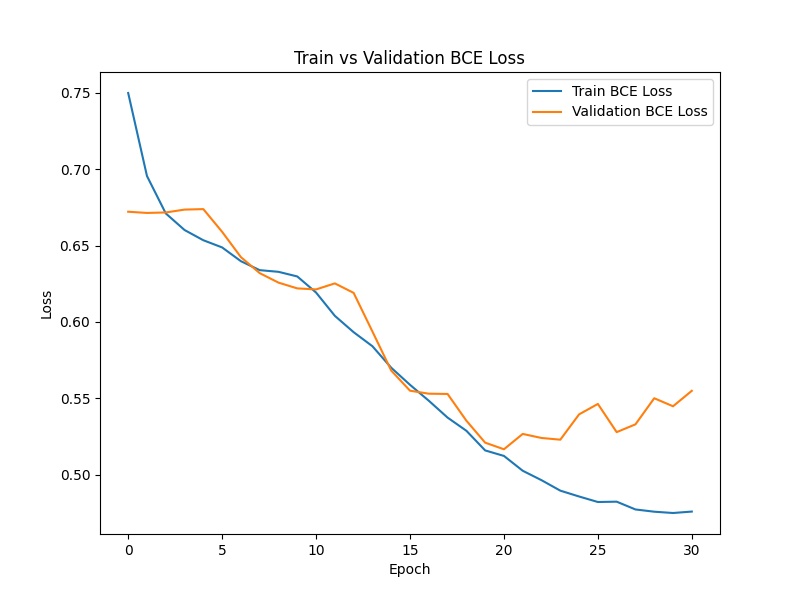 Train vs Validation BCE Loss
Train BCE Loss
Validation BCE Loss
0.75
0.70
0.65
0.60
0.55
0.50
Loss
0 5 10 15 20 25 30
Epoch